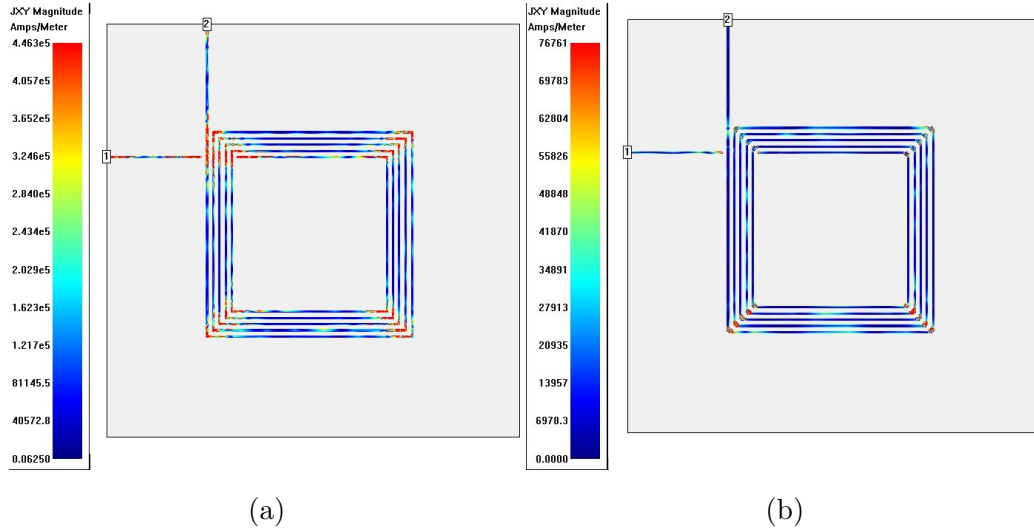 JXY Magnitude
Amps/Meter
4.463e5
4.057e5
3.652e5
3.246e5
2.840e5
2.434e5
2.029e5
1.623e5
1.217e5
81145.5
40572.8
0.06250
2
1
(a)
JXY Magnitude
Amps/Meter
76761
69783
62804
55826
48848
41870
34891
27913
20935
13957
6978.3
0.0000
2
1
(b)